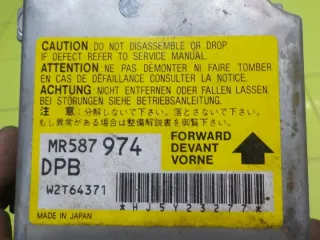 CAUTION: DO NOT DISASSEMBLE OR DROP.
IF DEFECT REFER TO SERVICE MANUAL.
ATTENTION: NE PAS DÉMONTER NI FAIRE TOMBER.
EN CAS DE DÉFAILLANCE CONSULTER LA NOTICE.
ACHTUNG: NICHT ENTFERNEN ODER FALLEN LASSEN.
BEI STÖRUNGEN SIEHE BETRIEBSANLEITUNG.
注 意: 分解しないで下さい。落とさないで下さい。
もし異常がある場合は整備解説書をご覧下さい。
MR587 974
DPB
W2T64371
FORWARD
DEVANT
VORNE
*HJ5Y23277*
MADE IN JAPAN